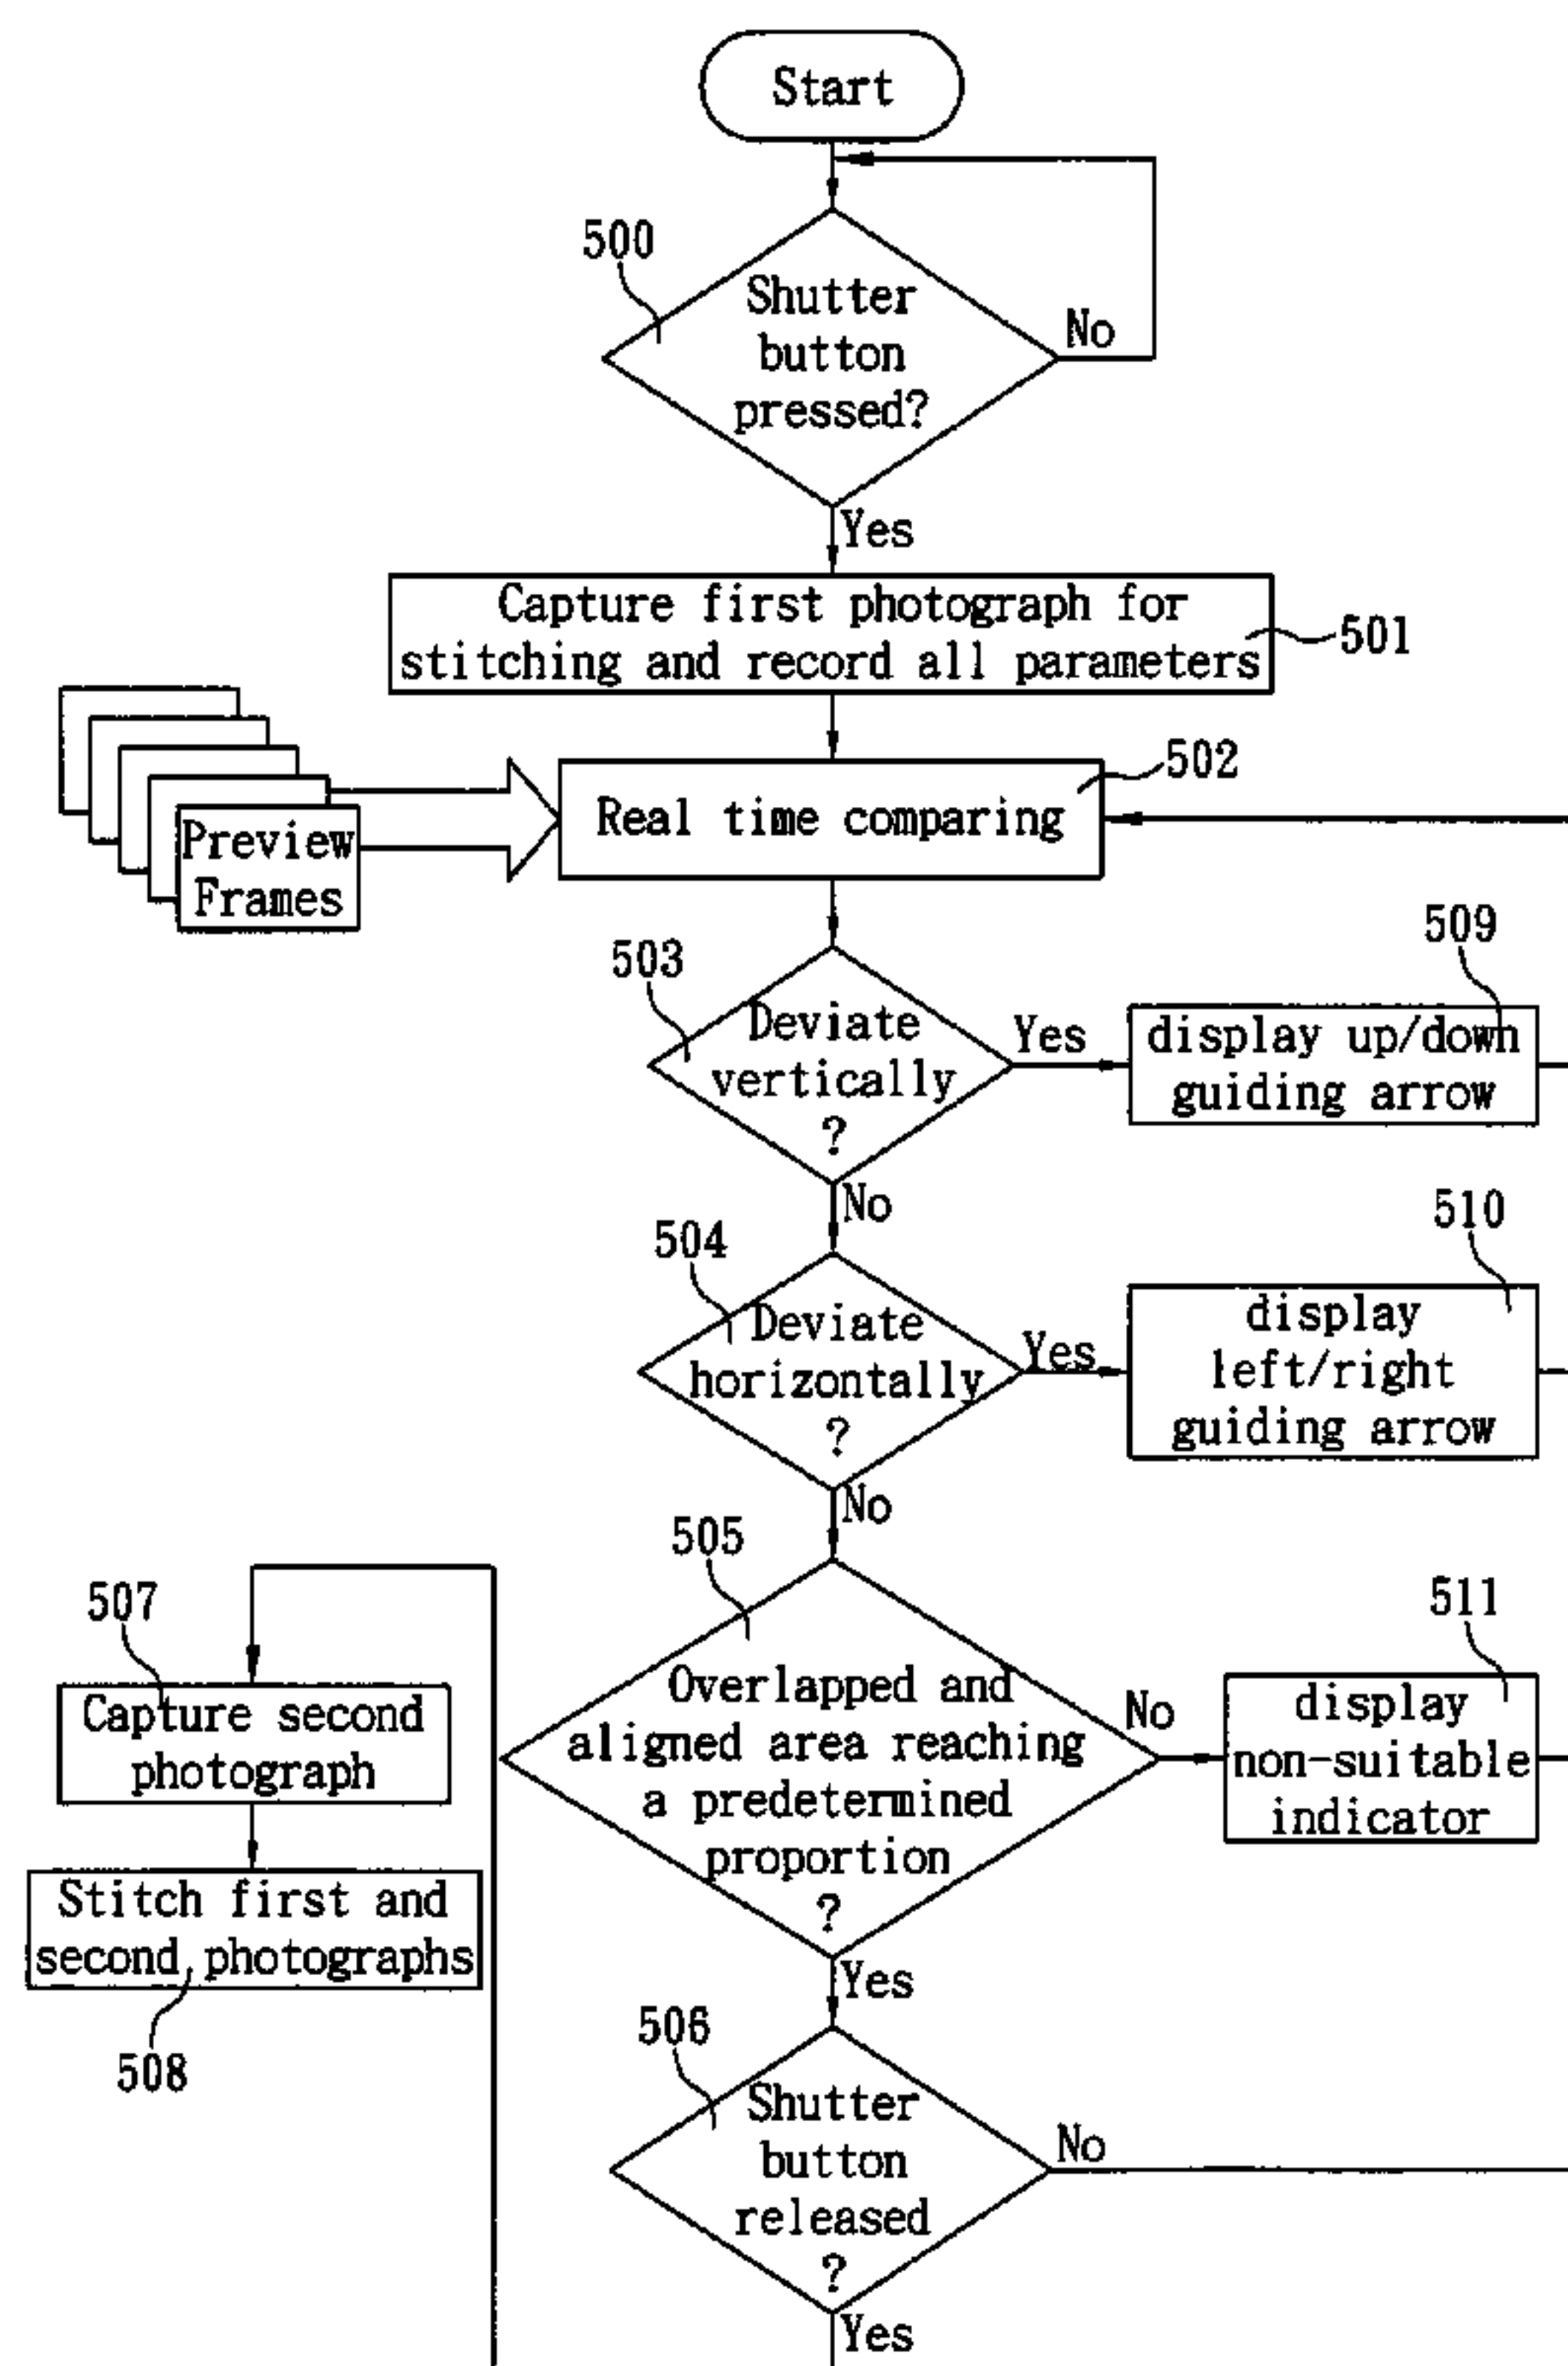 Start
500
Shutter
button
pressed?
No
Yes
Capture first photograph for
stitching and record all parameters
501
Preview
Frames
Real time comparing
502
503
Deviate
vertically
?
Yes
509
display up/down
guiding arrow
No
504
Deviate
horizontally
?
Yes
510
display
left/right
guiding arrow
No
505
Overlapped and
aligned area reaching
a predetermined
proportion
?
No
511
display
non-suitable
indicator
Yes
506
Shutter
button
released
?
No
Yes
507
Capture second
photograph
Stitch first and
second photographs
508